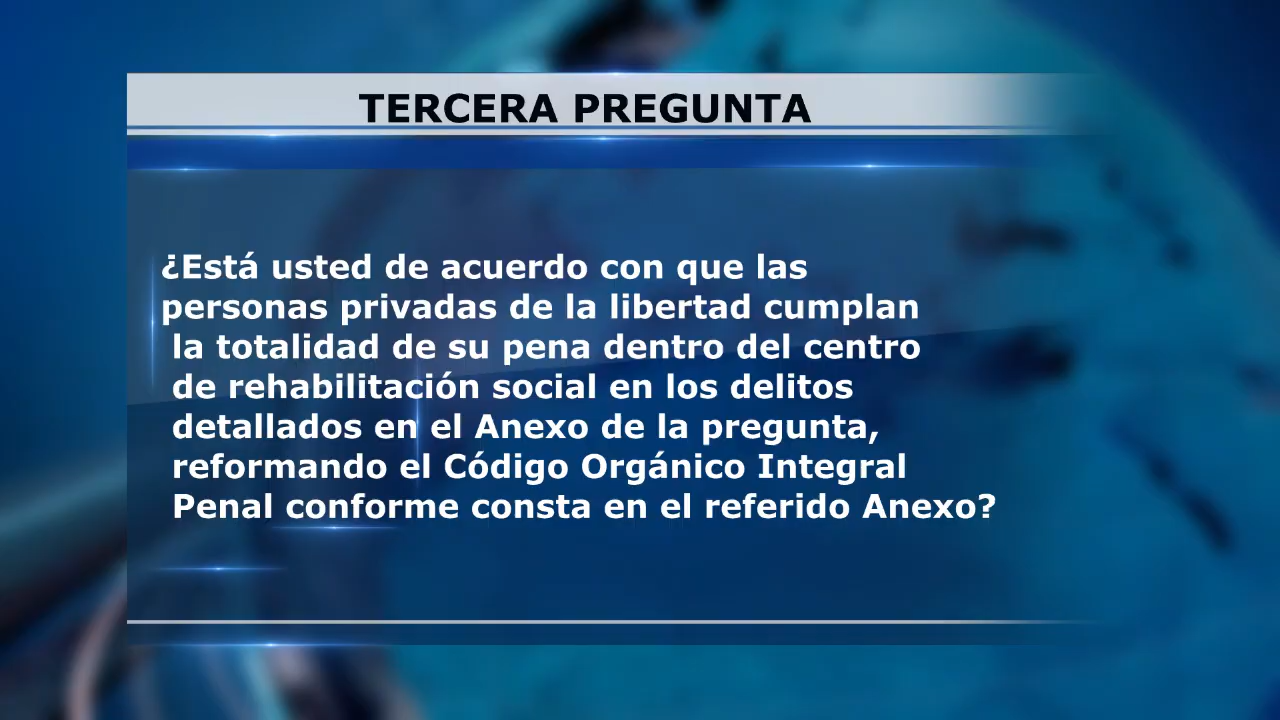 TERCERA PREGUNTA
¿Está usted de acuerdo con que las
personas privadas de la libertad cumplan
la totalidad de su pena dentro del centro
de rehabilitación social en los delitos
detallados en el Anexo de la pregunta,
reformando el Código Orgánico Integral
Penal conforme consta en el referido Anexo?